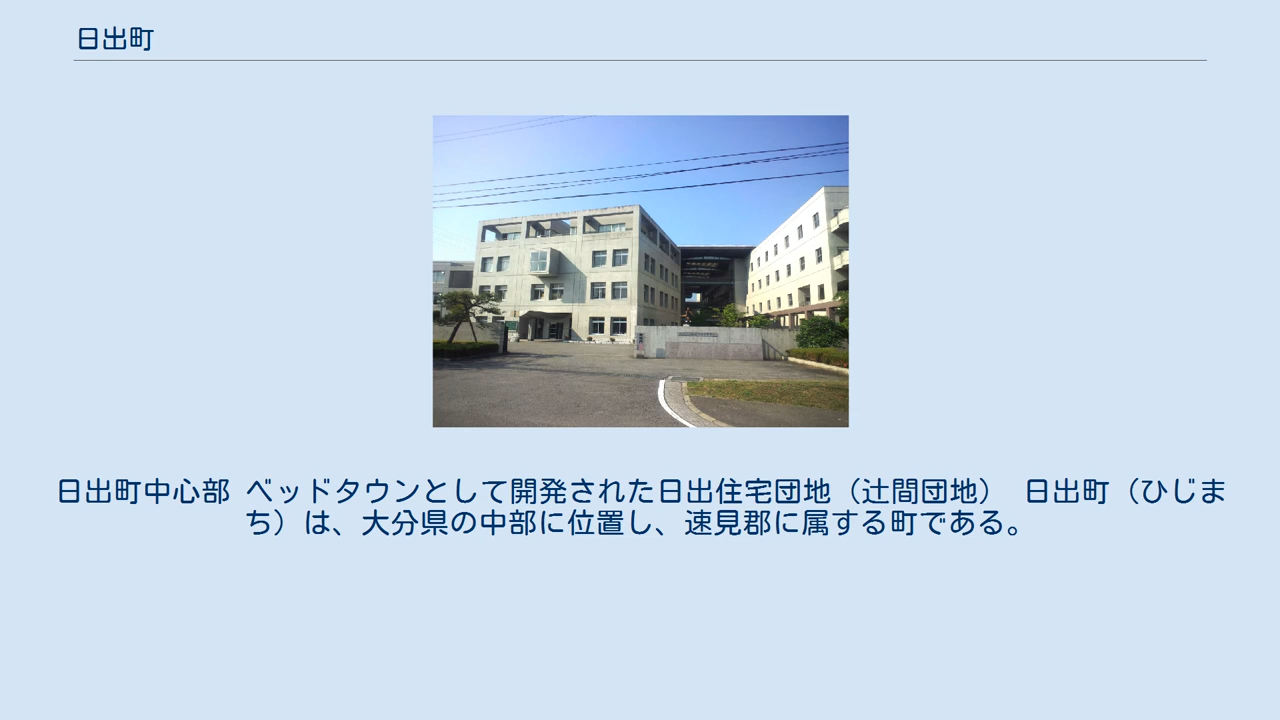 日出町
日出町中心部 ベッドタウンとして開発された日出住宅団地（辻間団地） 日出町（ひじま
ち）は、大分県の中部に位置し、速見郡に属する町である。